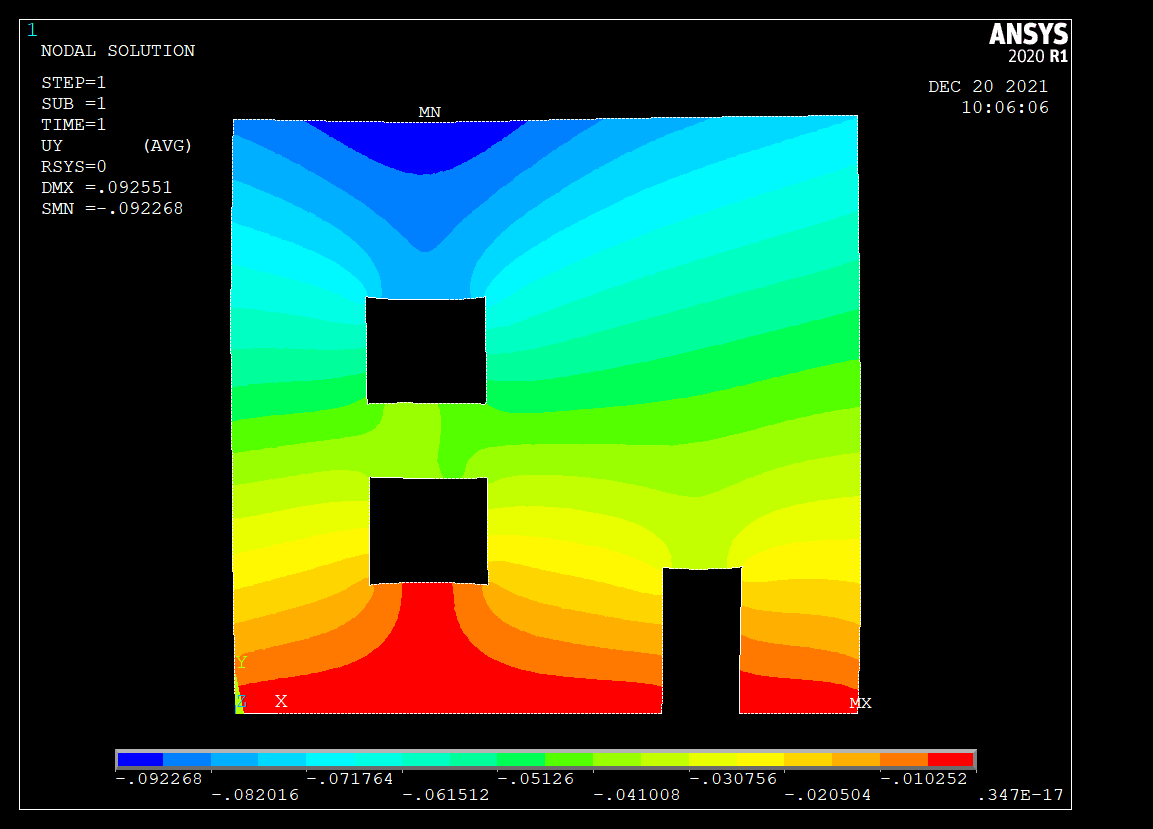 1
ANSYS
2020 R1
NODAL SOLUTION
STEP=1
SUB =1
TIME=1
UY (AVG)
RSYS=0
DMX =.092551
SMN =-.092268
DEC 20 2021
10:06:06
MN
Y
Z X
MX
-.092268 -.071764 -.05126 -.030756 -.010252
-.082016 -.061512 -.041008 -.020504 .347E-17